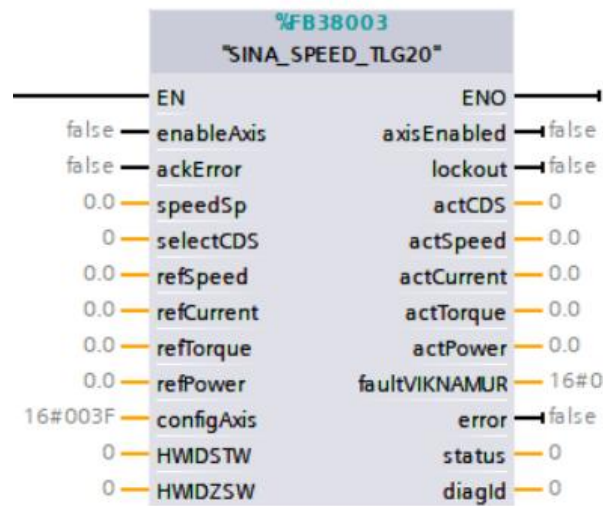 %FB38003
"SINA_SPEED_TLG20"
EN ENO
false enableAxis axisEnabled false
false ackError lockout false
0.0 speedSp actCDS 0
0 selectCDS actSpeed 0.0
0.0 refSpeed actCurrent 0.0
0.0 refCurrent actTorque 0.0
0.0 refTorque actPower 0.0
0.0 refPower faultVIKNAMUR 16#0
16#003F configAxis error false
0 HWIDSTW status 0
0 HWIDZSW diagId 0